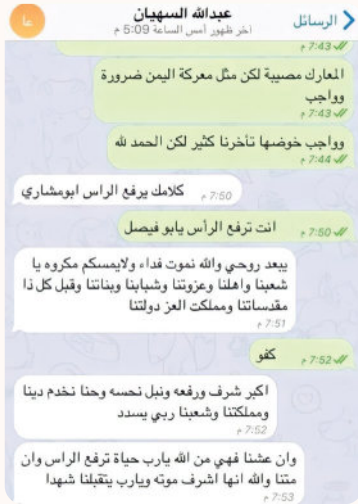 الرسائل
عبدالله السهيان
عا
اخر ظهور أمس الساعة 5:09 م
7:43 م
المعارك مصيبة لكن مثل معركة اليمن ضرورة
وواجب
7:43 م
وواجب خوضها تأخرنا كثير لكن الحمد لله
7:44 م
كلامك يرفع الراس ابومشاري
7:50 م
انت ترفع الرأس يابو فيصل
7:50 م
يبعد روحي والله نموت فداء ولايمسكم مكروه يا
شعبنا واهلنا وعزوتنا وشبابنا وبناتنا وقبل كل ذا
مقدساتنا ومملكت العز دولتنا
7:51 م
كفو
7:52 م
اكبر شرف ورفعه ونبل نحسه وحنا نخدم دينا
ومملكتنا وشعبنا ربي يسدد
7:52 م
وان عشنا فهي من الله يارب حياة ترفع الراس وان
متنا والله انها اشرف موته ويارب يتقبلنا شهدا
7:53 م